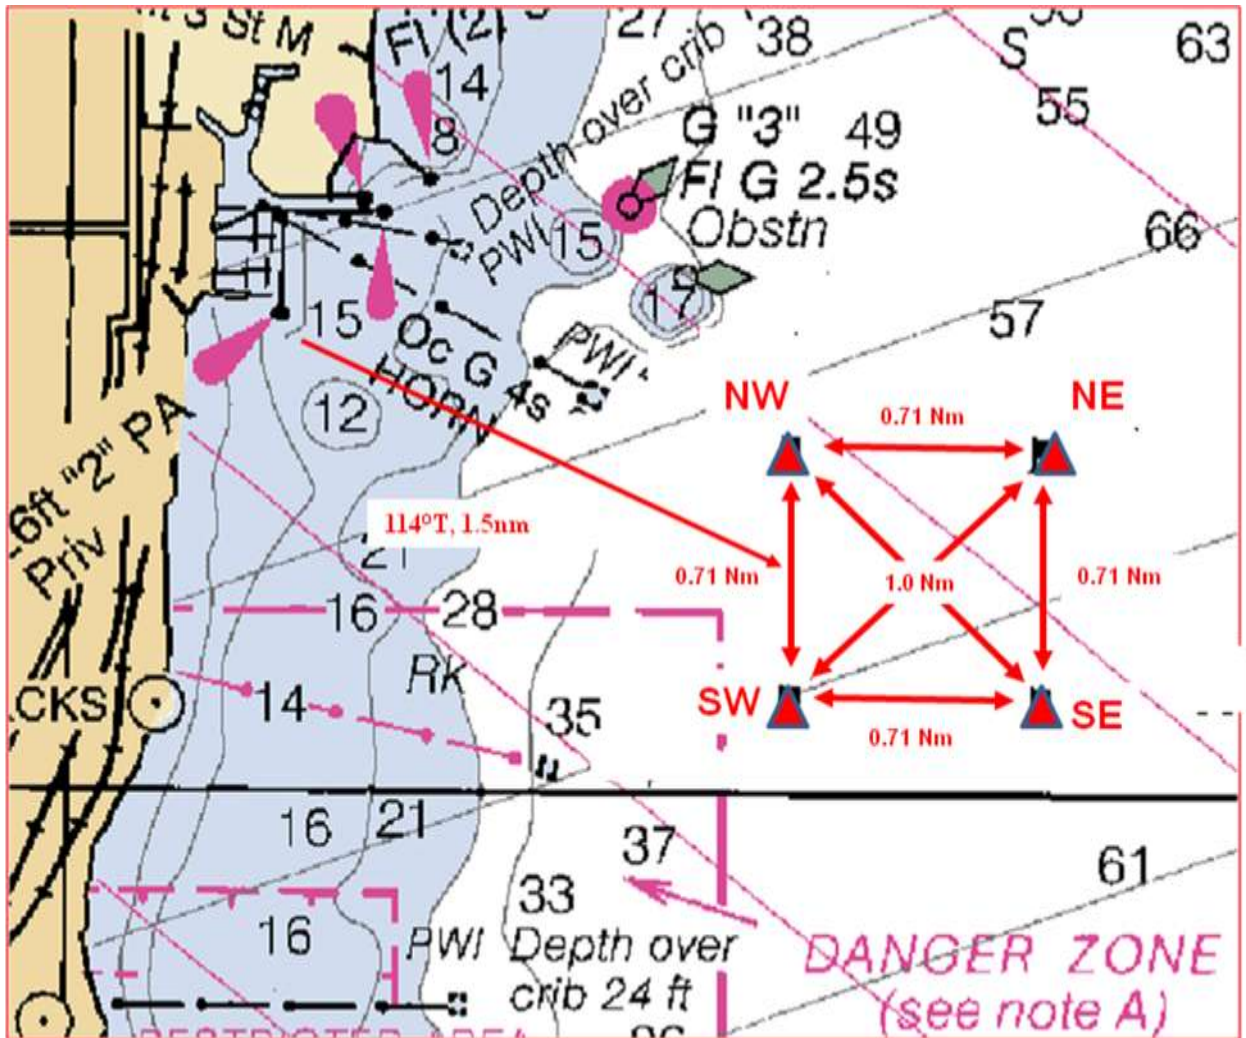 3 St M
Fl (2)
27
38
63
S
14
55
8
Depth over crib
PWI
G "3" 49
Fl G 2.5s
Obstn
15
66
17
57
15
Oc G 4s
HORN
PWI
12
NW
NE
0.71 Nm
6ft "2" PA
Priv
114°T, 1.5nm
21
0.71 Nm
1.0 Nm
0.71 Nm
16
28
Rk
14
35
CKS
SW
SE
0.71 Nm
16
21
37
61
33
16
PWI Depth over
crib 24 ft
DANGER ZONE
(see note A)